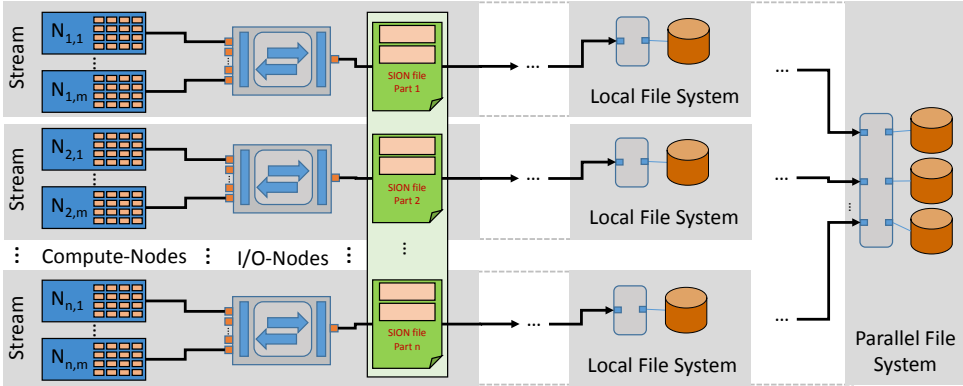 Stream
N1,1
N1,m
SION file
Part 1
...
Local File System
...
Stream
N2,1
N2,m
SION file
Part 2
...
Local File System
...
Compute-Nodes
I/O-Nodes
Stream
Nn,1
Nn,m
SION file
Part n
...
Local File System
...
Parallel File
System